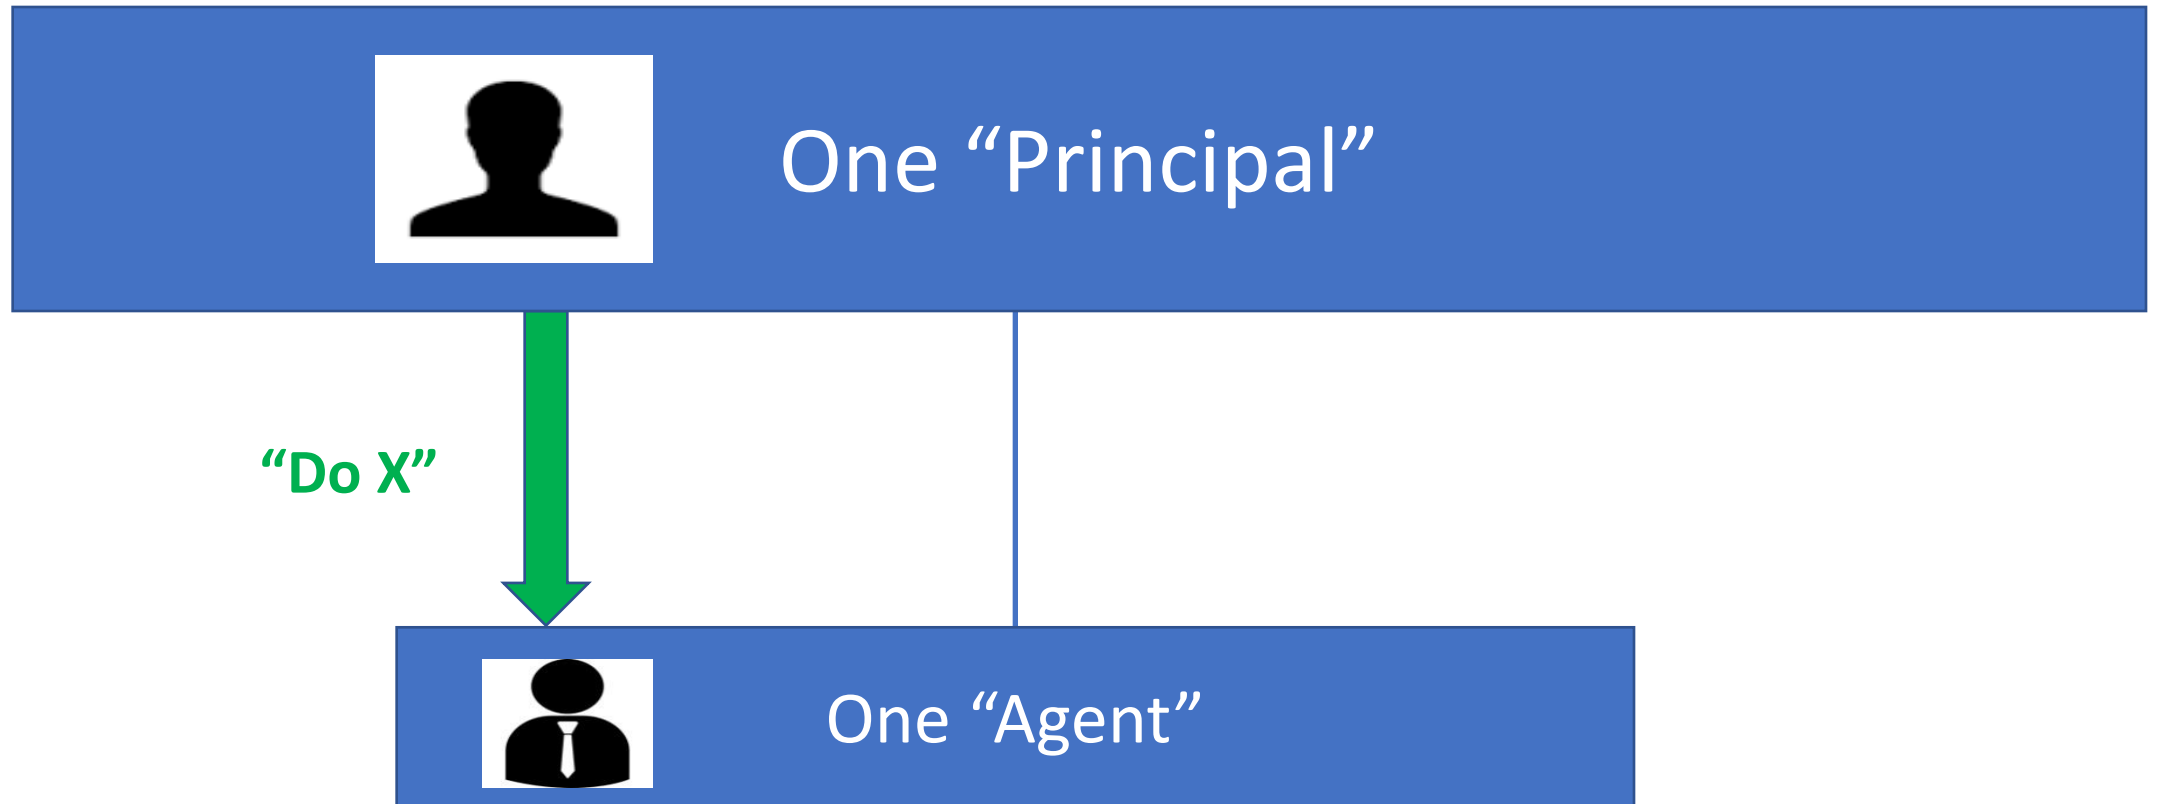 One “Principal”
“Do X”
One “Agent”